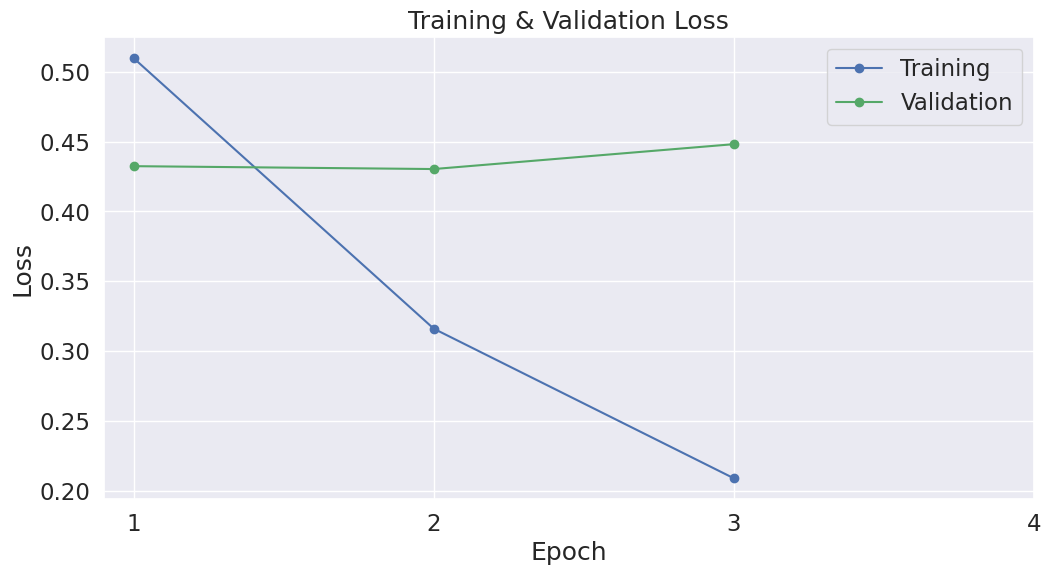 Training & Validation Loss
Training
Validation
0.50
0.45
0.40
0.35
0.30
0.25
0.20
Loss
1 2 3 4
Epoch